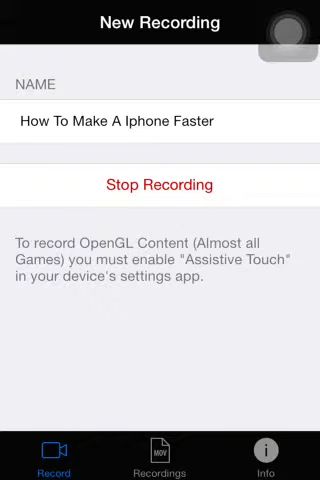 New Recording
NAME
How To Make A Iphone Faster
Stop Recording
To record OpenGL Content (Almost all
Games) you must enable "Assistive Touch"
in your device's settings app.
MOV
Record
Recordings
Info